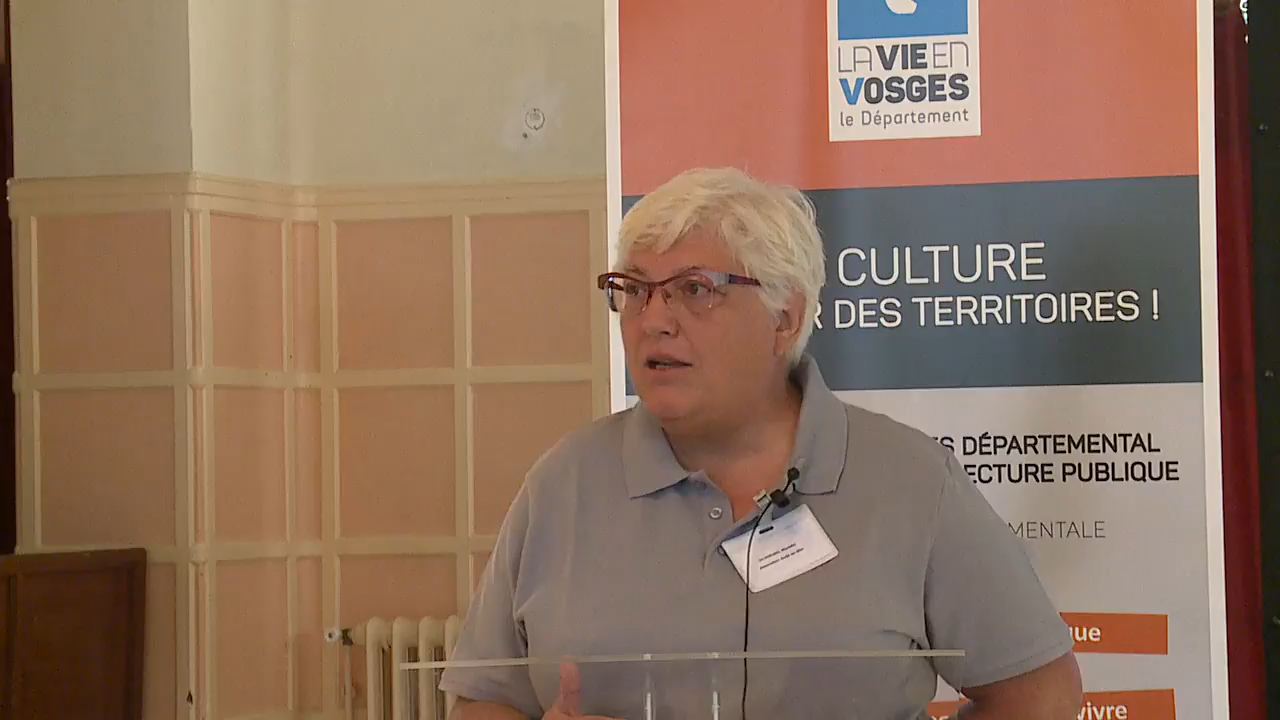 LA VIE EN
VOSGES
le Département
CULTURE
R DES TERRITOIRES !
S DÉPARTEMENTAL
ECTURE PUBLIQUE
MENTALE
que
vivre